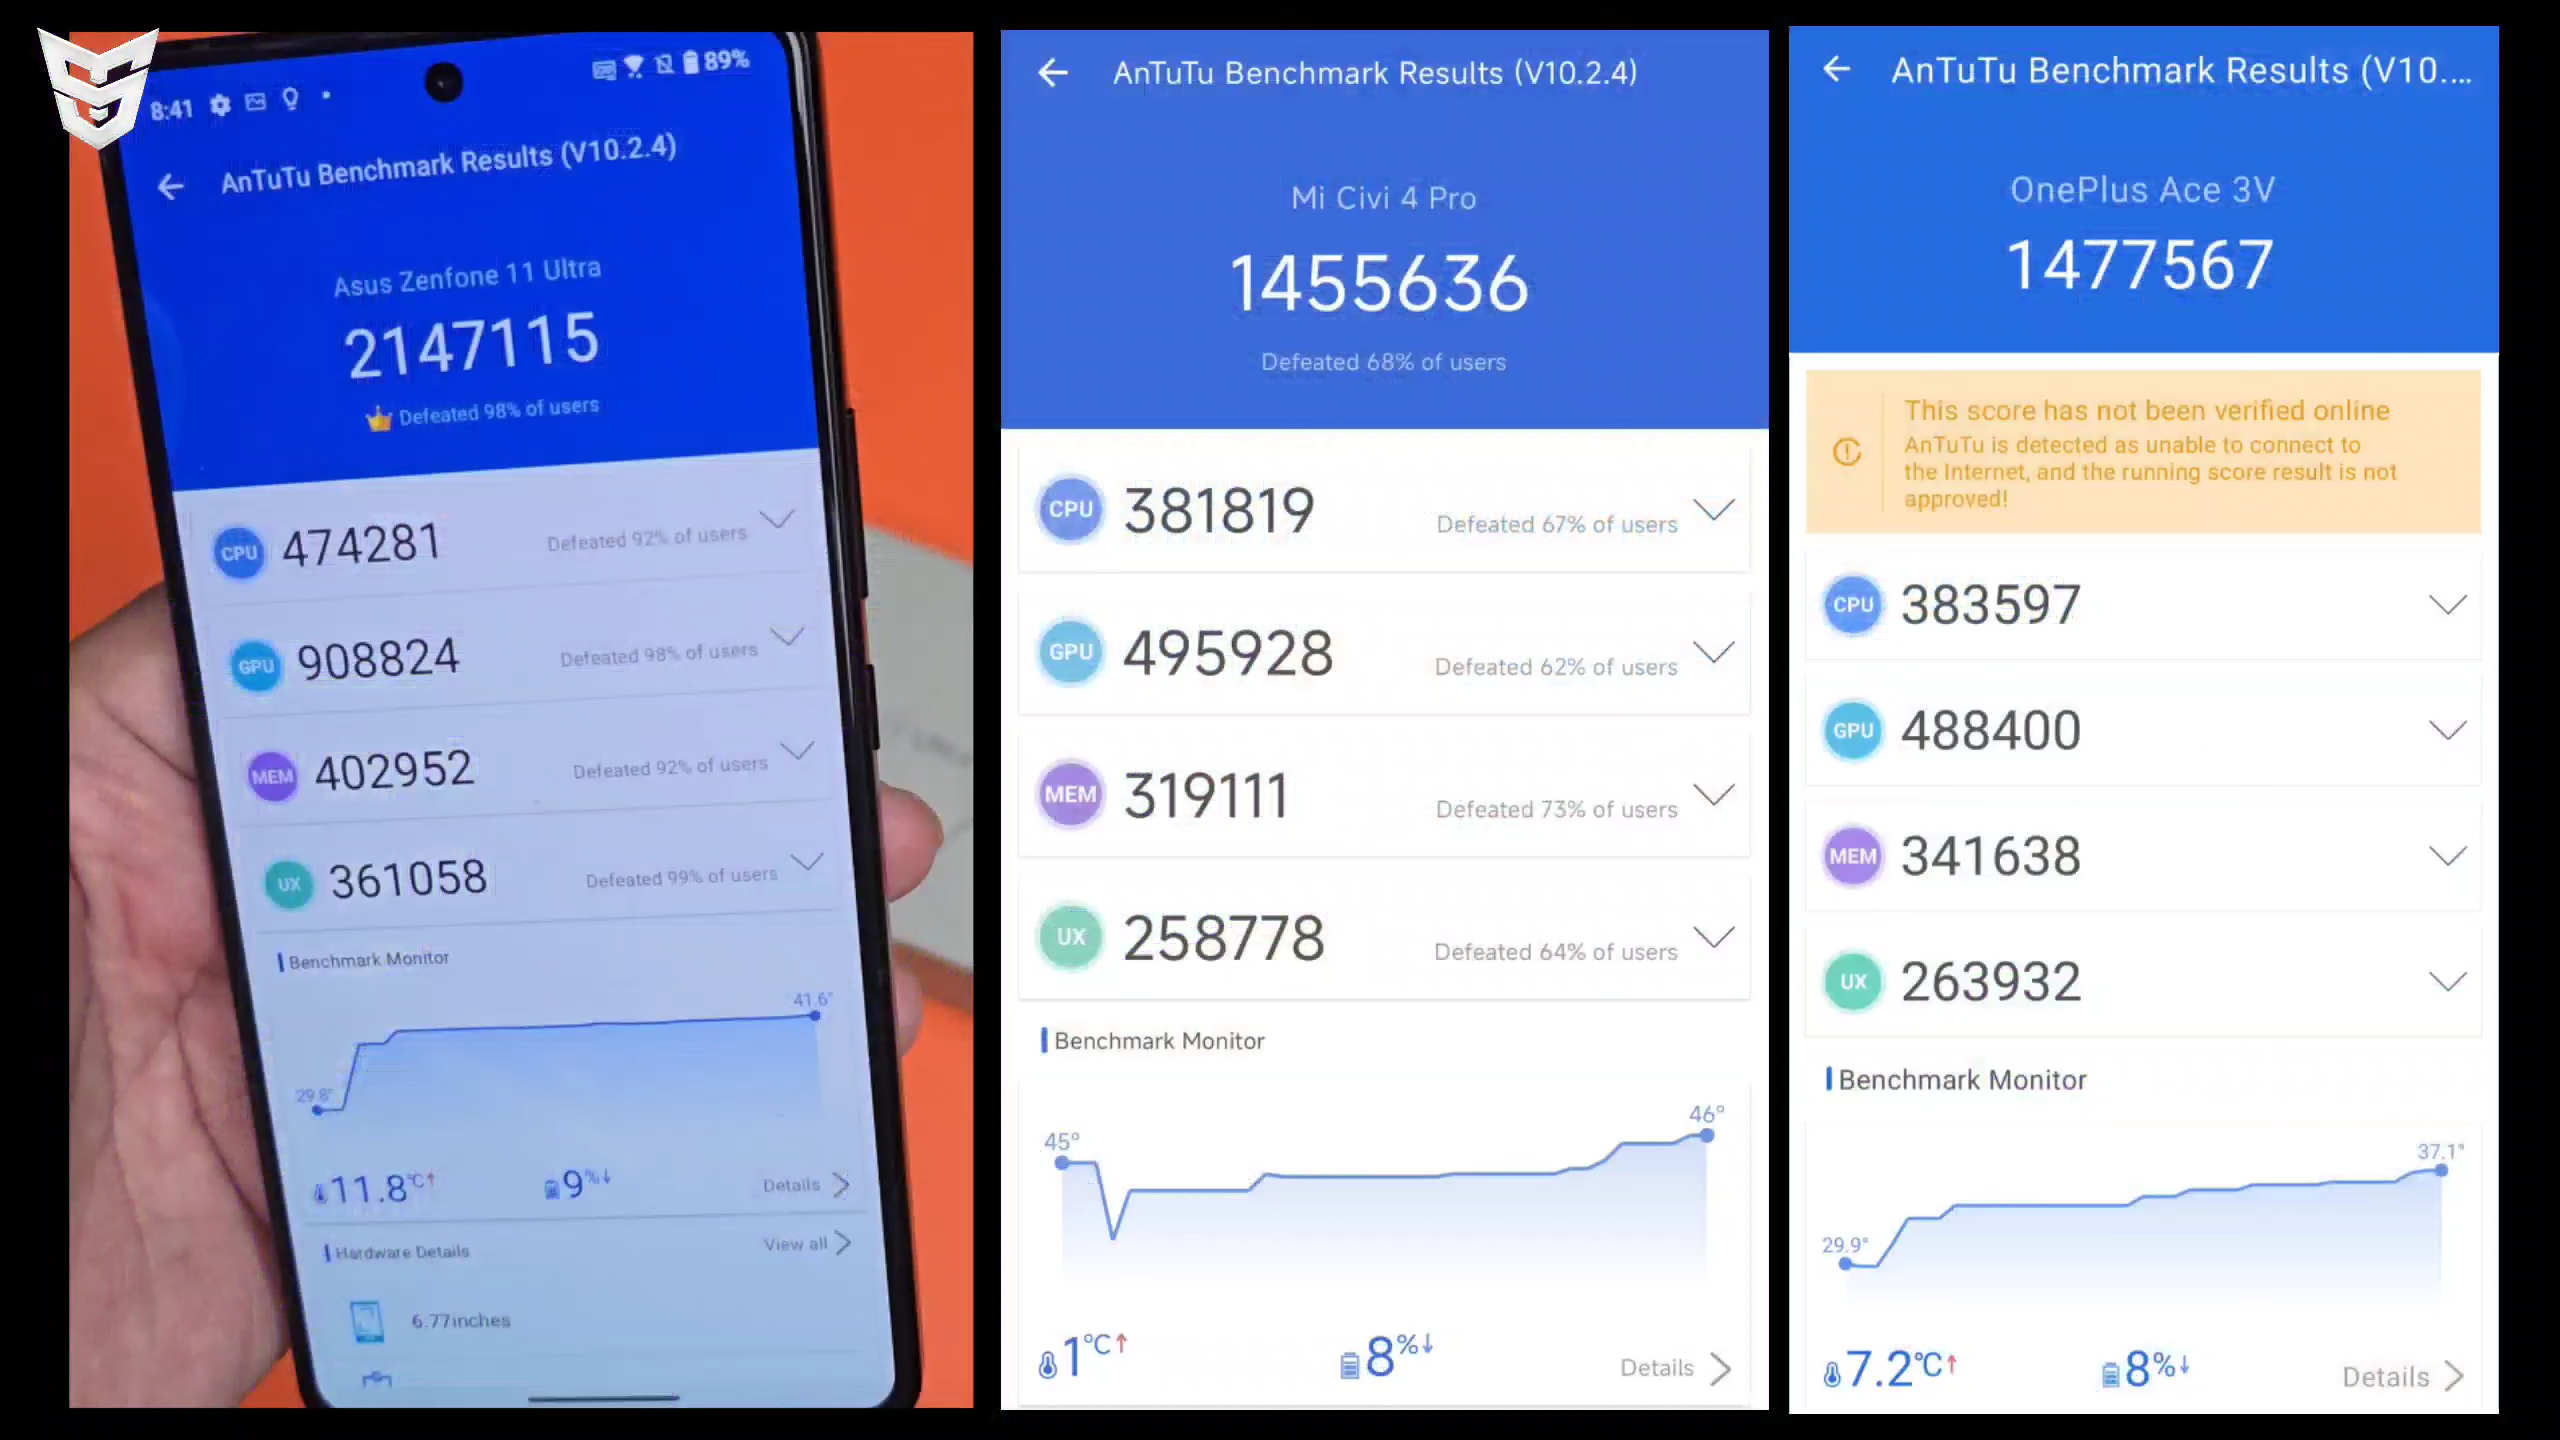 8:41
89%
AnTuTu Benchmark Results (V10.2.4)
Asus Zenfone 11 Ultra
2147115
Defeated 98% of users
CPU 474281 Defeated 92% of users
GPU 908824 Defeated 98% of users
MEM 402952 Defeated 92% of users
UX 361058 Defeated 99% of users
Benchmark Monitor
41.6°
29.8°
11.8°C↑ 9%↓ Details
Hardware Details View all
6.77inches
AnTuTu Benchmark Results (V10.2.4)
Mi Civi 4 Pro
1455636
Defeated 68% of users
CPU 381819 Defeated 67% of users
GPU 495928 Defeated 62% of users
MEM 319111 Defeated 73% of users
UX 258778 Defeated 64% of users
Benchmark Monitor
46°
45°
1°C↑ 8%↓ Details
AnTuTu Benchmark Results (V10....
OnePlus Ace 3V
1477567
This score has not been verified online
AnTuTu is detected as unable to connect to
the Internet, and the running score result is not
approved!
CPU 383597
GPU 488400
MEM 341638
UX 263932
Benchmark Monitor
37.1°
29.9°
7.2°C↑ 8%↓ Details